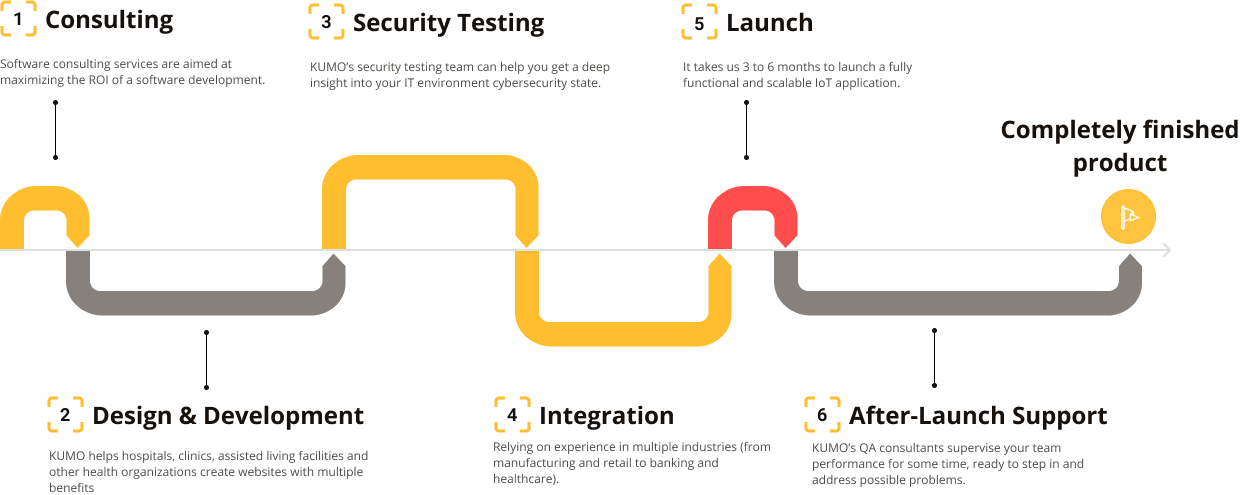 1 Consulting
Software consulting services are aimed at
maximizing the ROI of a software development.
3 Security Testing
KUMO's security testing team can help you get a deep
insight into your IT environment cybersecurity state.
5 Launch
It takes us 3 to 6 months to launch a fully
functional and scalable IoT application.
Completely finished
product
2 Design & Development
KUMO helps hospitals, clinics, assisted living facilities and
other health organizations create websites with multiple
benefits
4 Integration
Relying on experience in multiple industries (from
manufacturing and retail to banking and
healthcare).
6 After-Launch Support
KUMO's QA consultants supervise your team
performance for some time, ready to step in and
address possible problems.